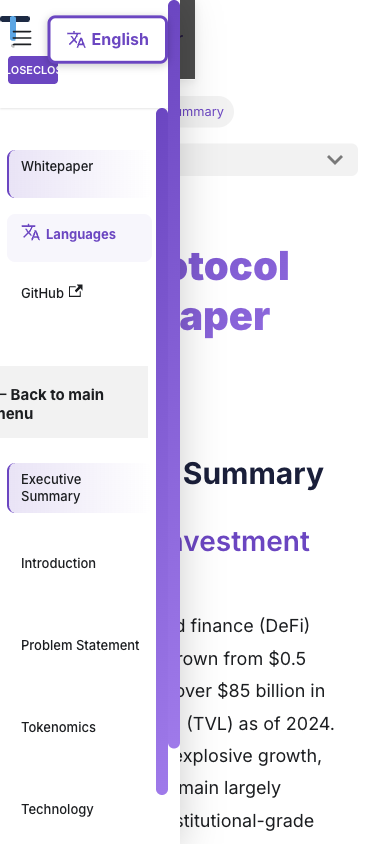 English
LOSECLOS
ummary
Whitepaper
Languages
GitHub
Back to main
menu
otocol
aper
Executive
Summary
Introduction
Problem Statement
Tokenomics
Technology
Summary
nvestment
d finance (DeFi)
rown from $0.5
over $85 billion in
(TVL) as of 2024.
explosive growth,
main largely
stitutional-grade